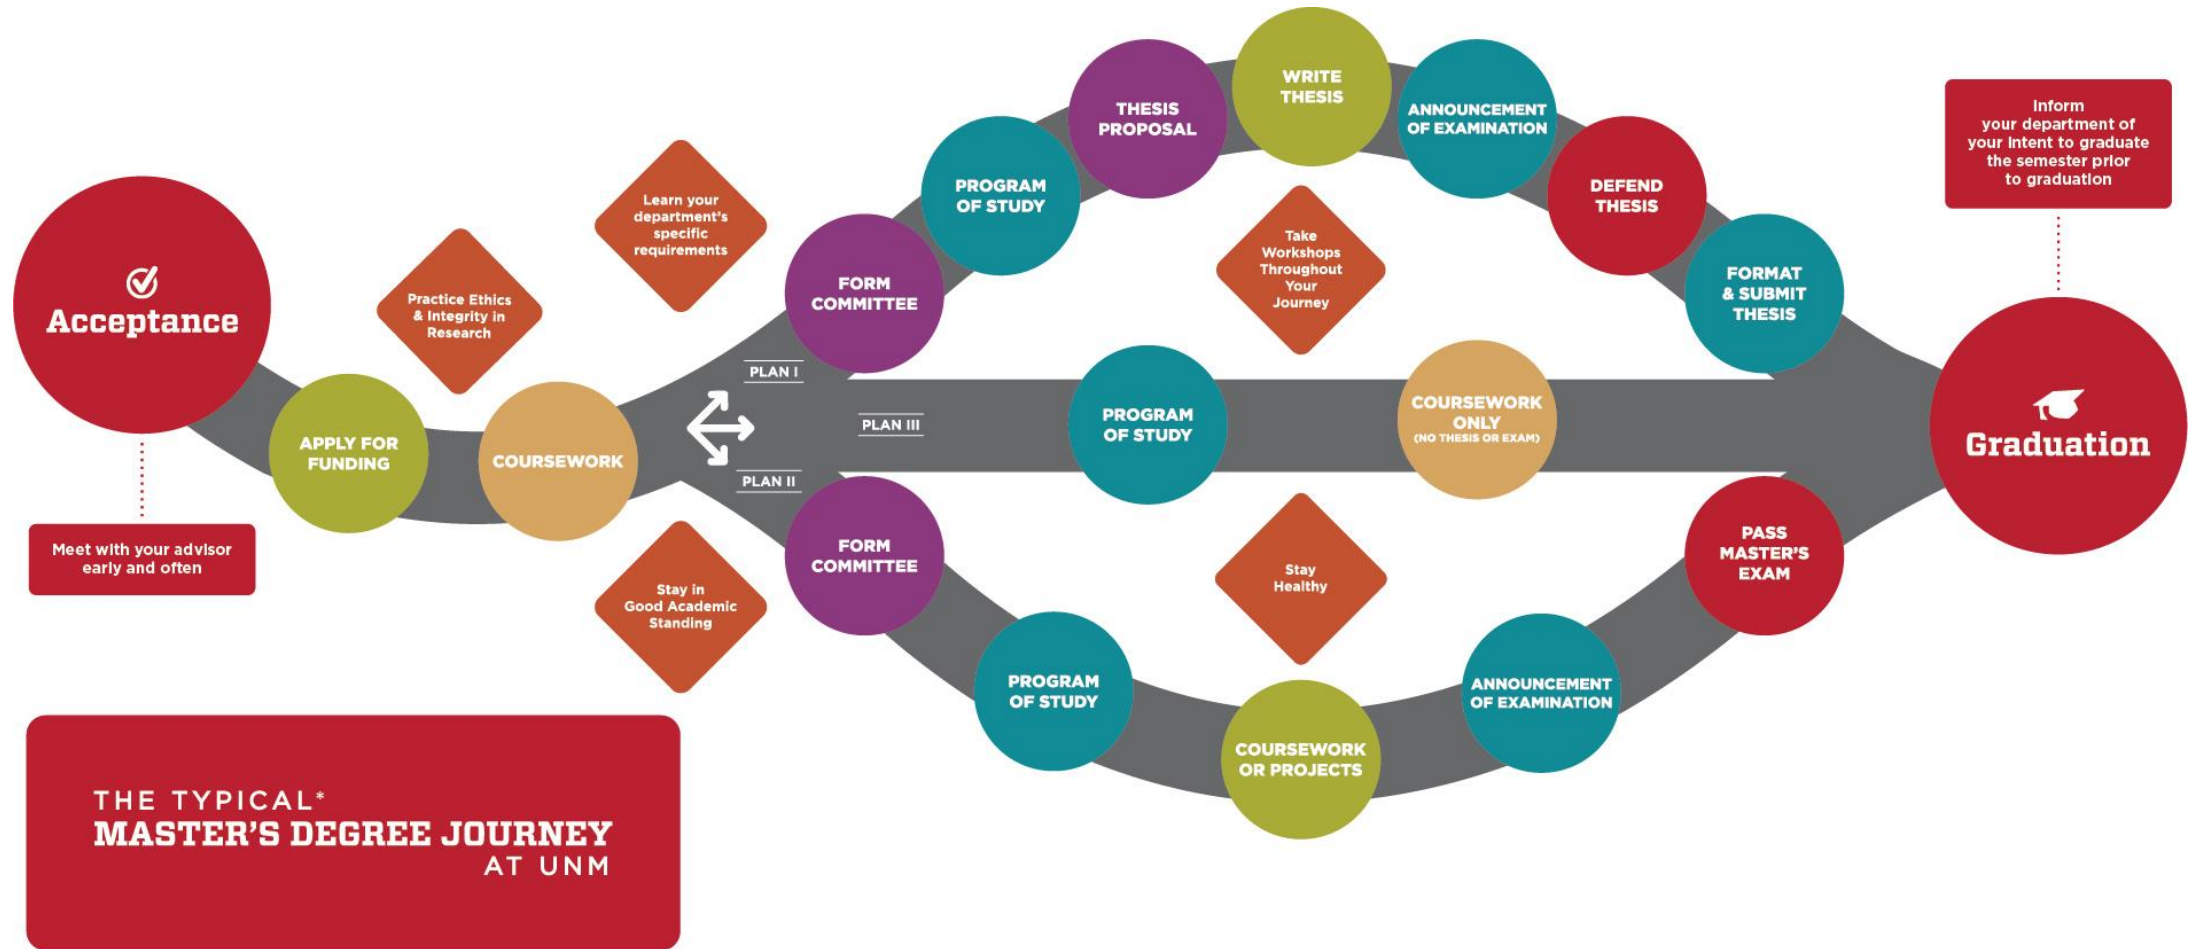 Acceptance
Meet with your advisor
early and often
APPLY FOR
FUNDING
Practice Ethics
& Integrity in
Research
COURSEWORK
Learn your
department's
specific
requirements
Stay in
Good Academic
Standing
PLAN I
PLAN III
PLAN II
FORM
COMMITTEE
PROGRAM
OF STUDY
THESIS
PROPOSAL
WRITE
THESIS
ANNOUNCEMENT
OF EXAMINATION
DEFEND
THESIS
FORMAT
& SUBMIT
THESIS
Take
Workshops
Throughout
Your
Journey
PROGRAM
OF STUDY
COURSEWORK
ONLY
(NO THESIS OR EXAM)
Stay
Healthy
FORM
COMMITTEE
PROGRAM
OF STUDY
COURSEWORK
OR PROJECTS
ANNOUNCEMENT
OF EXAMINATION
PASS
MASTER'S
EXAM
Inform
your department of
your intent to graduate
the semester prior
to graduation
Graduation
THE TYPICAL*
MASTER'S DEGREE JOURNEY
AT UNM